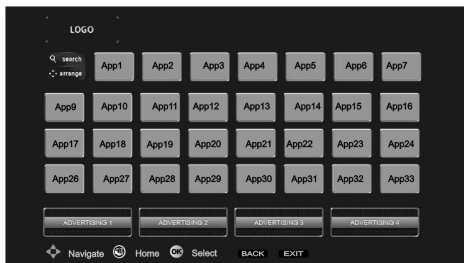 LOGO
search
arrange
App1 App2 App3 App4 App5 App6 App7
App9 App10 App11 App12 App13 App14 App15 App16
App17 App18 App19 App20 App21 App22 App23 App24
App26 App27 App28 App29 App30 App31 App32 App33
ADVERTISING 1 ADVERTISING 2 ADVERTISING 3 ADVERTISING 4
Navigate Home OK Select BACK EXIT